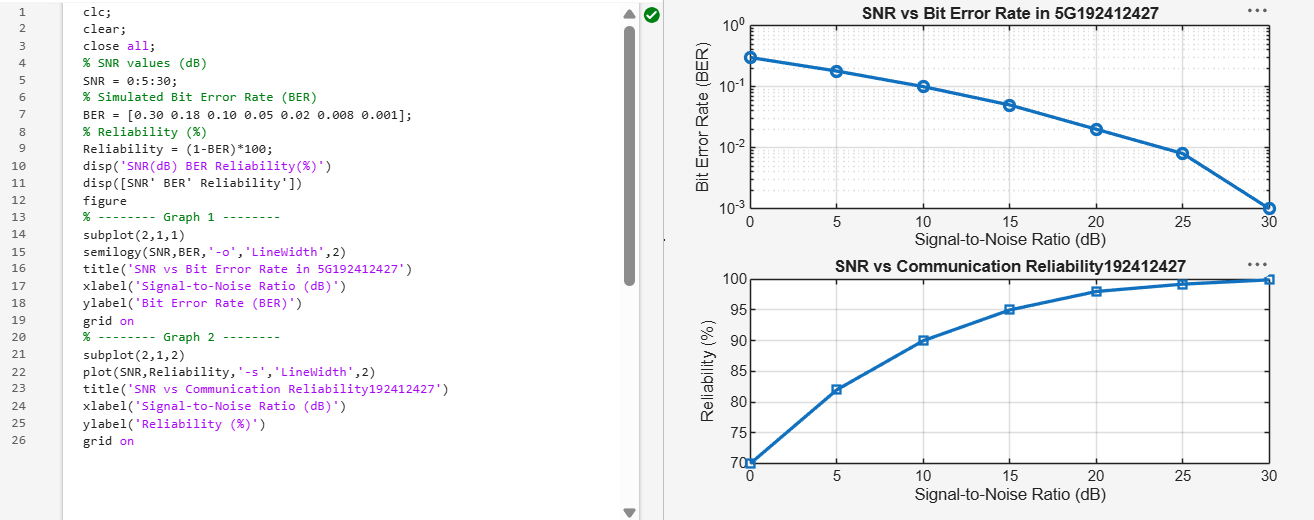 1 clc;
2 clear;
3 close all;
4 % SNR values (dB)
5 SNR = 0:5:30;
6 % Simulated Bit Error Rate (BER)
7 BER = [0.30 0.18 0.10 0.05 0.02 0.008 0.001];
8 % Reliability (%)
9 Reliability = (1-BER)*100;
10 disp('SNR(dB) BER Reliability(%)')
11 disp([SNR' BER' Reliability'])
12 figure
13 % -------- Graph 1 --------
14 subplot(2,1,1)
15 semilogy(SNR,BER,'-o','LineWidth',2)
16 title('SNR vs Bit Error Rate in 5G192412427')
17 xlabel('Signal-to-Noise Ratio (dB)')
18 ylabel('Bit Error Rate (BER)')
19 grid on
20 % -------- Graph 2 --------
21 subplot(2,1,2)
22 plot(SNR,Reliability,'-s','LineWidth',2)
23 title('SNR vs Communication Reliability192412427')
24 xlabel('Signal-to-Noise Ratio (dB)')
25 ylabel('Reliability (%)')
26 grid on
SNR vs Bit Error Rate in 5G192412427
Bit Error Rate (BER)
10⁰
10⁻¹
10⁻²
10⁻³
0 5 10 15 20 25 30
Signal-to-Noise Ratio (dB)
SNR vs Communication Reliability192412427
Reliability (%)
100
95
90
85
80
75
70
0 5 10 15 20 25 30
Signal-to-Noise Ratio (dB)